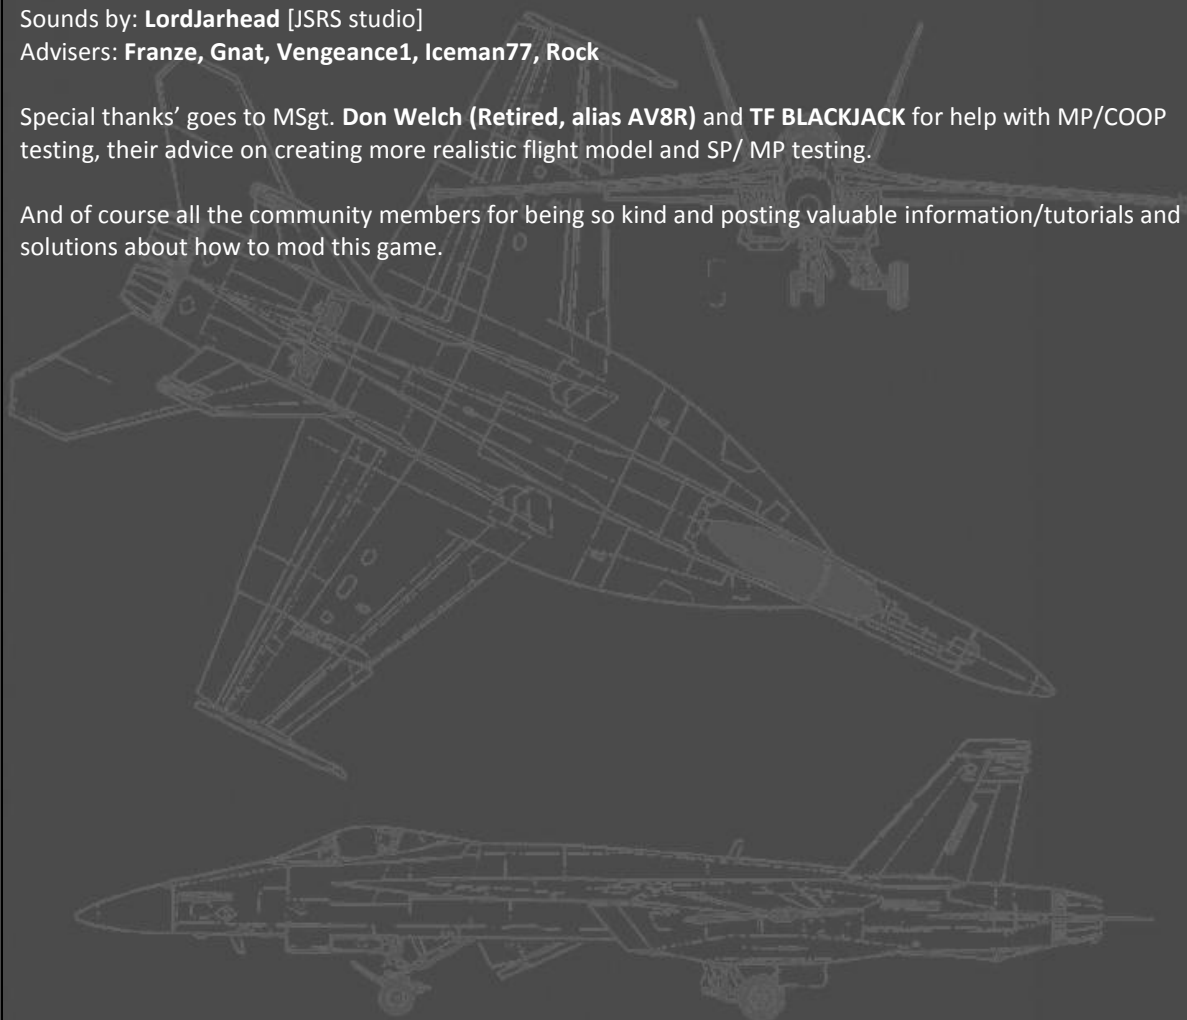 Sounds by: LordJarhead [JSRS studio]
Advisers: Franze, Gnat, Vengeance1, Iceman77, Rock
Special thanks’ goes to MSgt. Don Welch (Retired, alias AV8R) and TF BLACKJACK for help with MP/COOP
testing, their advice on creating more realistic flight model and SP/ MP testing.
And of course all the community members for being so kind and posting valuable information/tutorials and
solutions about how to mod this game.